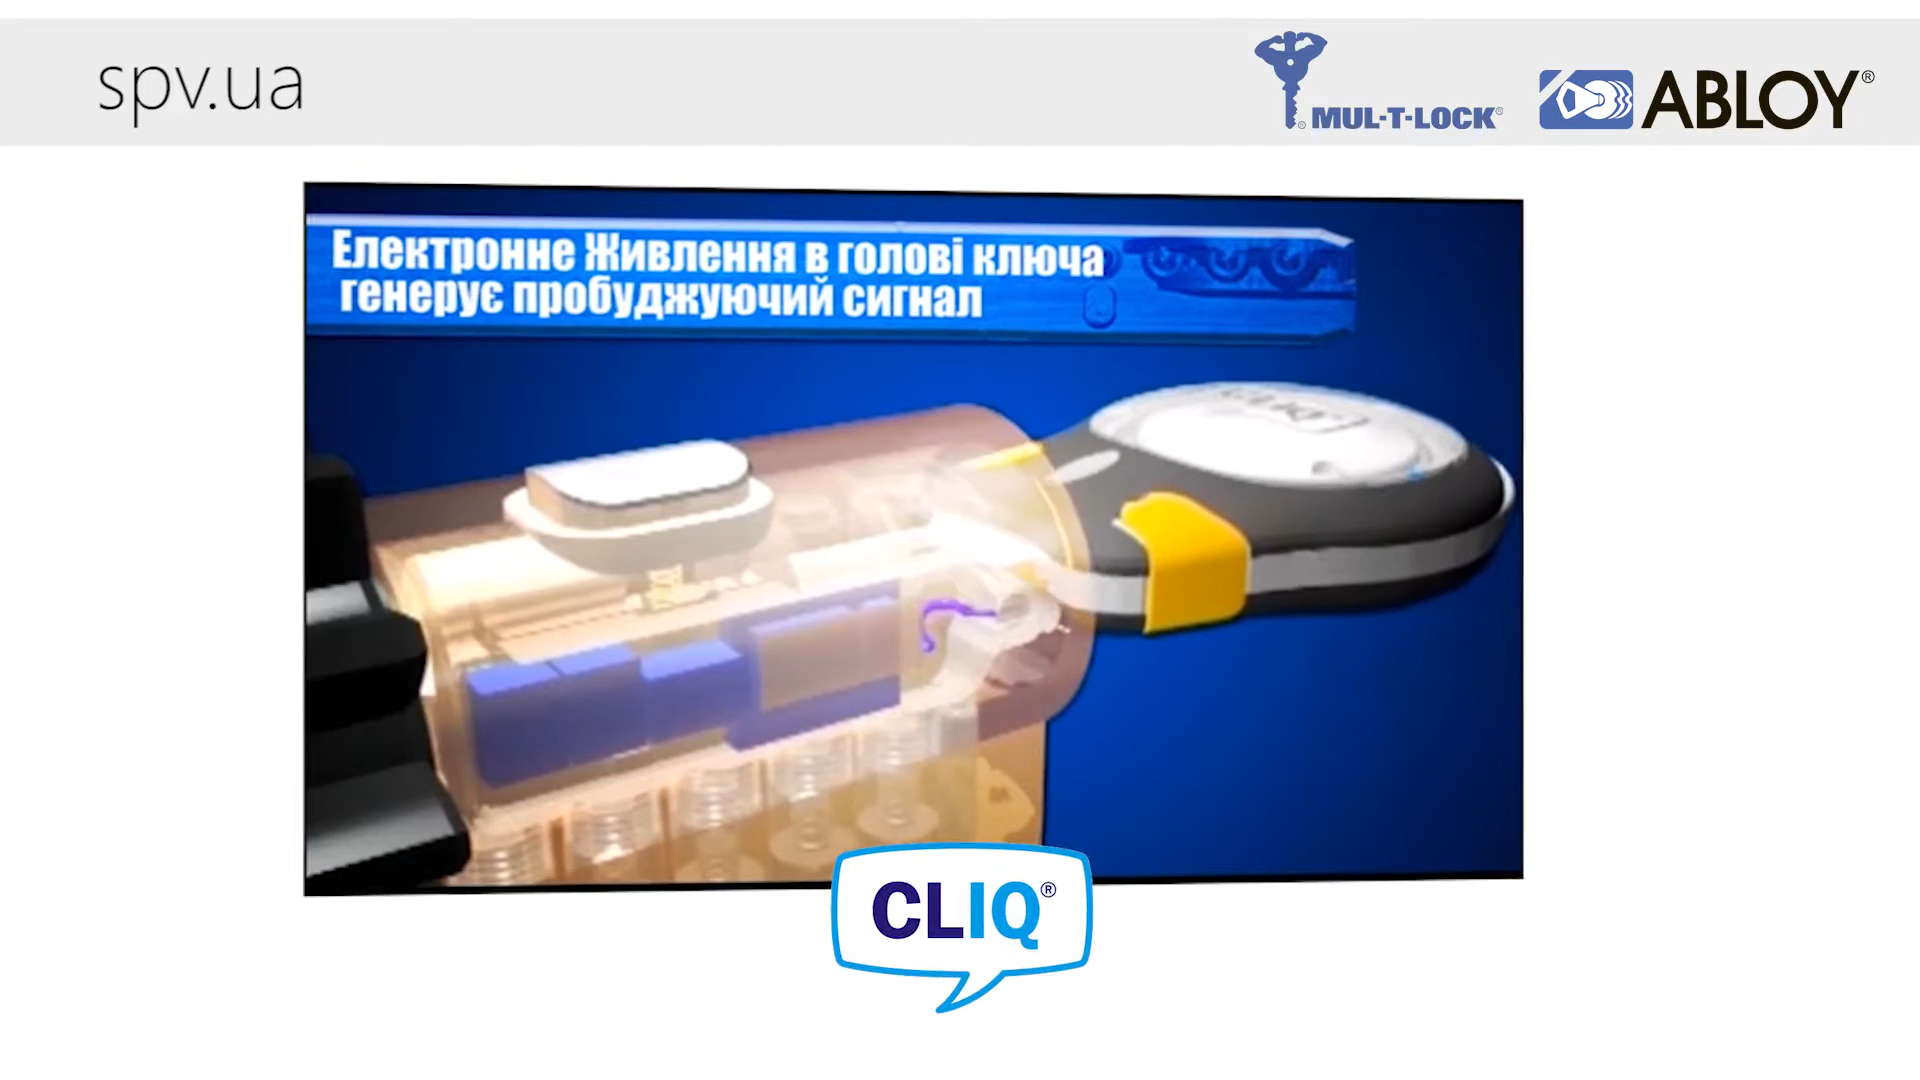 spv.ua
MUL-T-LOCK®
ABLOY®
Електронне Живлення в голові ключа
генерує пробуджуючий сигнал
CLIQ®